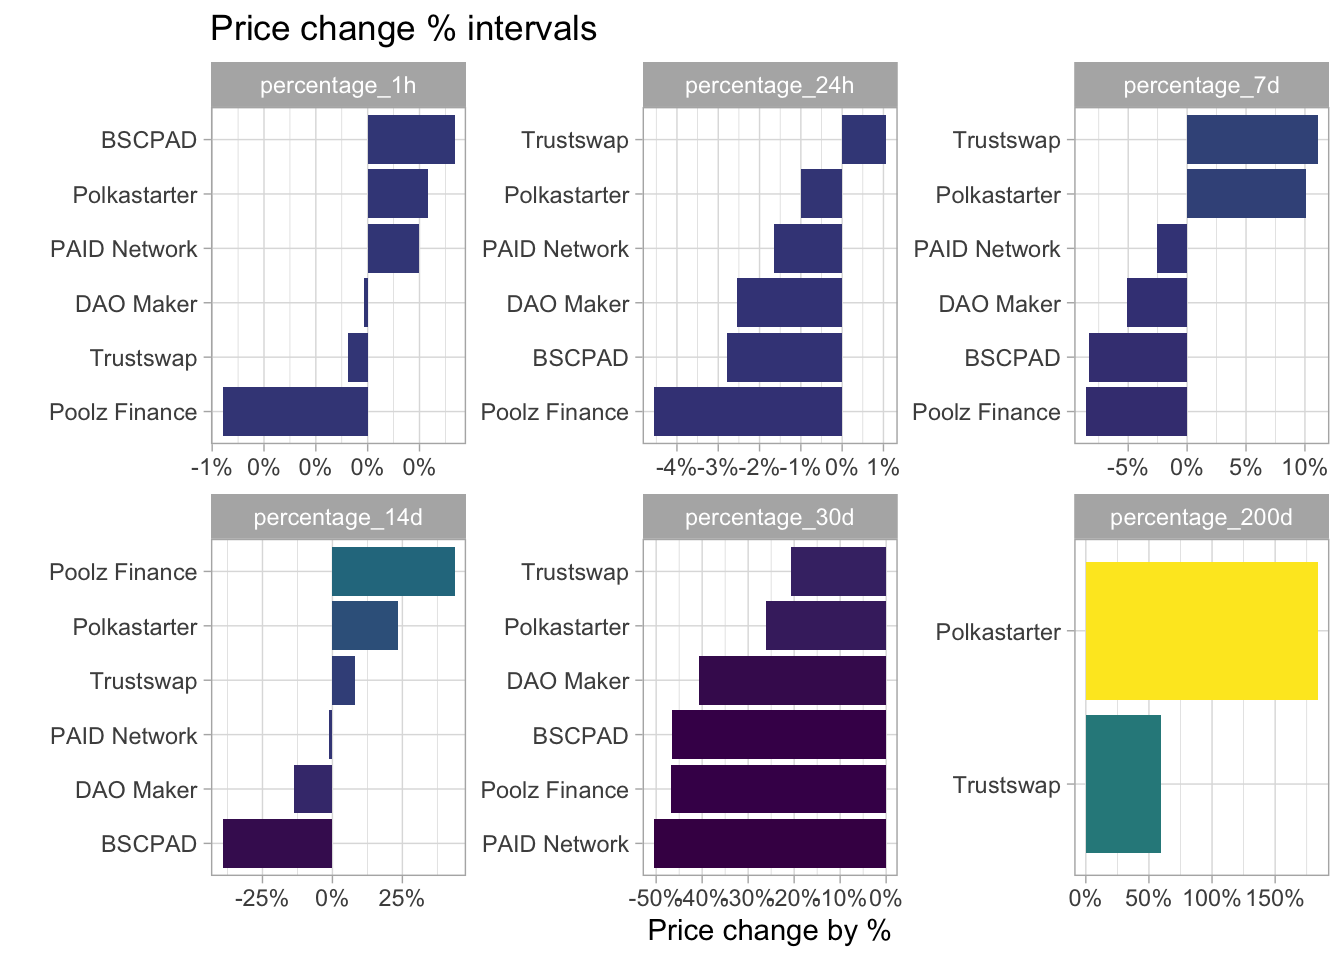 Price change % intervals
percentage_1h
BSCPAD
Polkastarter
PAID Network
DAO Maker
Trustswap
Poolz Finance
-1% 0% 0% 0% 0%
percentage_24h
Trustswap
Polkastarter
PAID Network
DAO Maker
BSCPAD
Poolz Finance
-4% -3% -2% -1% 0% 1%
percentage_7d
Trustswap
Polkastarter
PAID Network
DAO Maker
BSCPAD
Poolz Finance
-5% 0% 5% 10%
percentage_14d
Poolz Finance
Polkastarter
Trustswap
PAID Network
DAO Maker
BSCPAD
-25% 0% 25%
percentage_30d
Trustswap
Polkastarter
DAO Maker
BSCPAD
Poolz Finance
PAID Network
-50% -40% -30% -20% -10% 0%
percentage_200d
Polkastarter
Trustswap
0% 50% 100% 150%
Price change by %